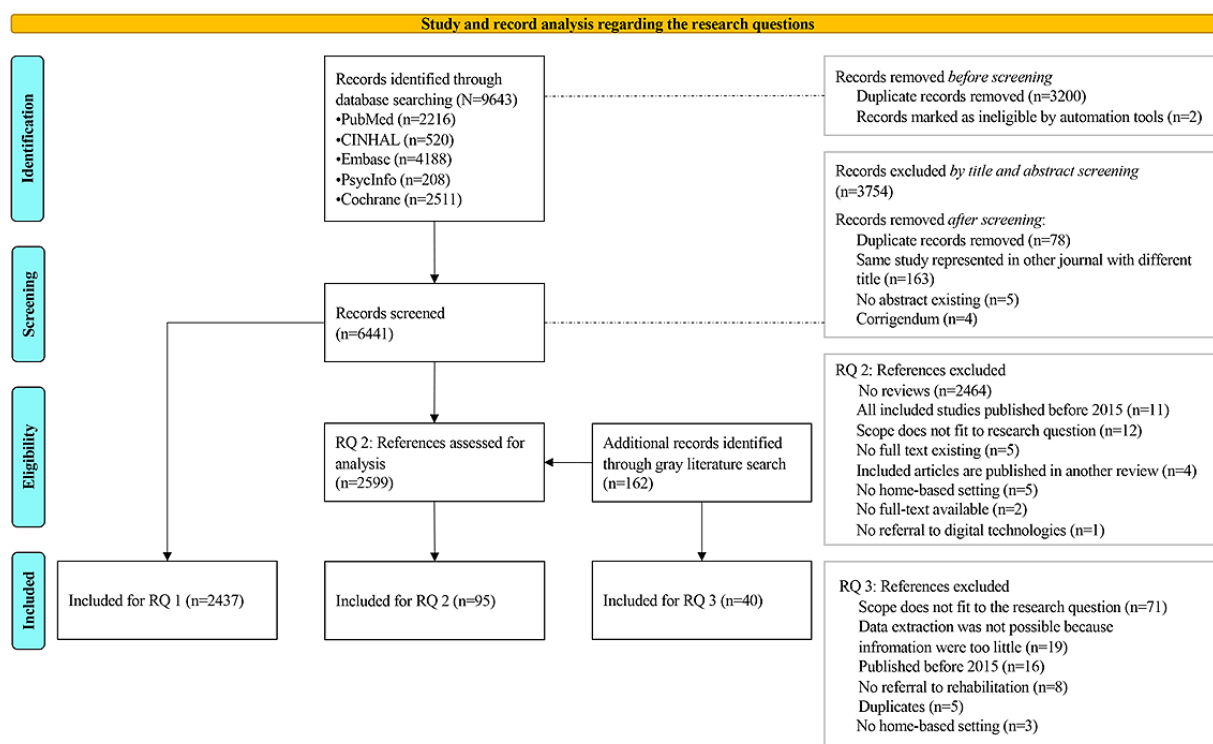 Study and record analysis regarding the research questions
Identification
Records identified through
database searching (N=9643)
•PubMed (n=2216)
•CINHAL (n=520)
•Embase (n=4188)
•PsycInfo (n=208)
•Cochrane (n=2511)
Records removed before screening
Duplicate records removed (n=3200)
Records marked as ineligible by automation tools (n=2)
Records excluded by title and abstract screening
(n=3754)
Records removed after screening:
Duplicate records removed (n=78)
Same study represented in other journal with different
title (n=163)
No abstract existing (n=5)
Corrigendum (n=4)
Screening
Records screened
(n=6441)
Eligibility
RQ 2: References assessed for
analysis
(n=2599)
Additional records identified
through gray literature search
(n=162)
RQ 2: References excluded
No reviews (n=2464)
All included studies published before 2015 (n=11)
Scope does not fit to research question (n=12)
No full text existing (n=5)
Included articles are published in another review (n=4)
No home-based setting (n=5)
No full-text available (n=2)
No referral to digital technologies (n=1)
Included
Included for RQ 1 (n=2437)
Included for RQ 2 (n=95)
Included for RQ 3 (n=40)
RQ 3: References excluded
Scope does not fit to the research question (n=71)
Data extraction was not possible because
infromation were too little (n=19)
Published before 2015 (n=16)
No referral to rehabilitation (n=8)
Duplicates (n=5)
No home-based setting (n=3)